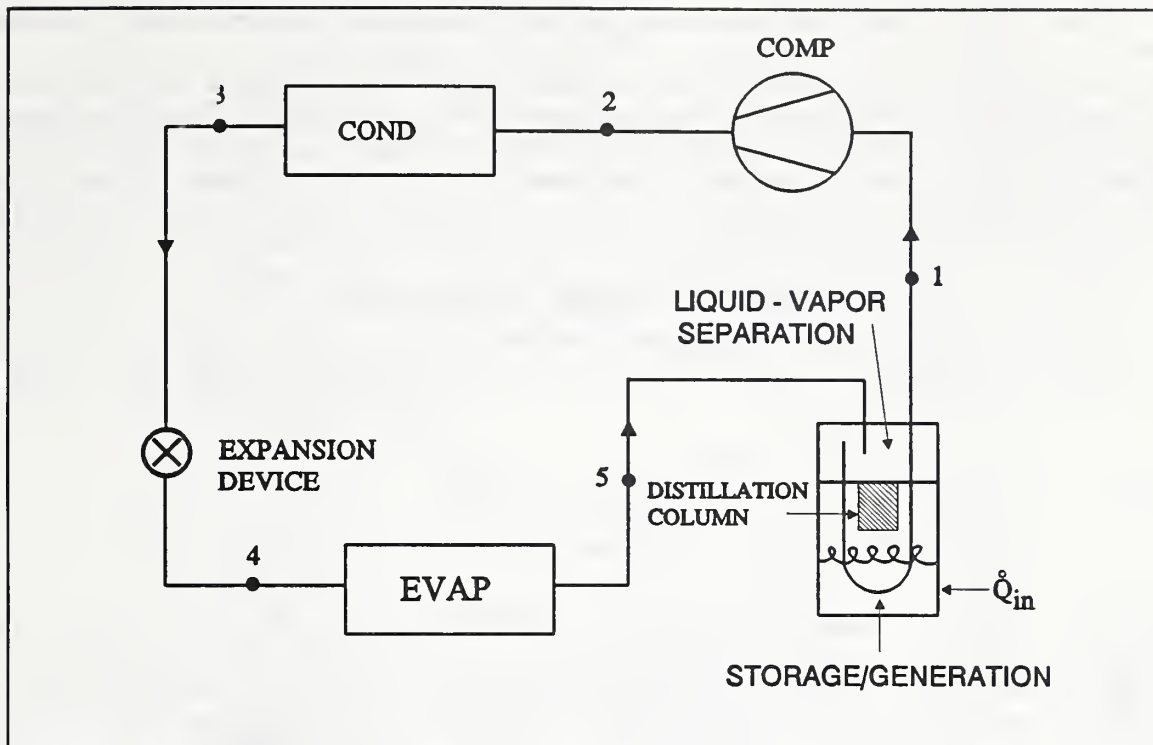 COMP
3
2
COND
1
LIQUID - VAPOR
SEPARATION
EXPANSION
DEVICE
5
DISTILLATION
COLUMN
4
EVAP
Q̊in
STORAGE/GENERATION